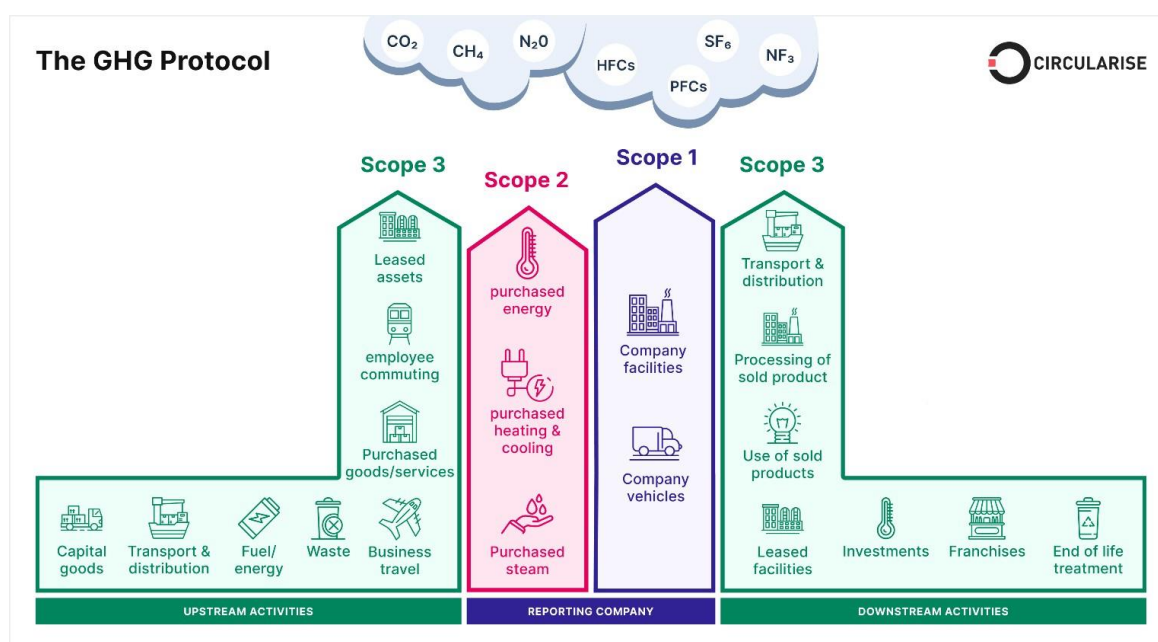 The GHG Protocol
CO₂
CH₄
N₂0
HFCs
PFCs
SF₆
NF₃
CIRCULARISE
Scope 3
Leased
assets
employee
commuting
Purchased
goods/services
Capital
goods
Transport &
distribution
Fuel/
energy
Waste
Business
travel
UPSTREAM ACTIVITIES
Scope 2
purchased
energy
purchased
heating &
cooling
Purchased
steam
Scope 1
Company
facilities
Company
vehicles
REPORTING COMPANY
Scope 3
Transport &
distribution
Processing of
sold product
Use of sold
products
Leased
facilities
Investments
Franchises
End of life
treatment
DOWNSTREAM ACTIVITIES